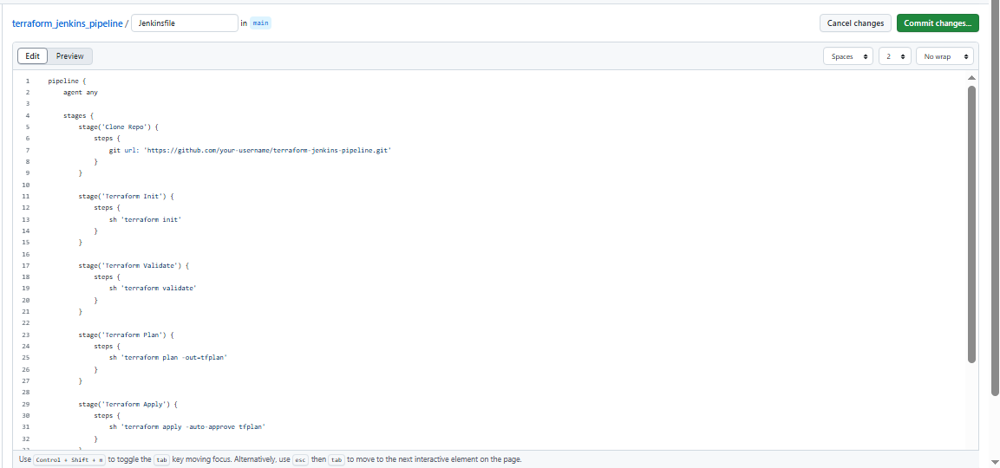 terraform_jenkins_pipeline / Jenkinsfile in main Cancel changes Commit changes...
Edit Preview Spaces 2 No wrap
1 pipeline {
2 agent any
3
4 stages {
5 stage('Clone Repo') {
6 steps {
7 git url: 'https://github.com/your-username/terraform-jenkins-pipeline.git'
8 }
9 }
10
11 stage('Terraform Init') {
12 steps {
13 sh 'terraform init'
14 }
15 }
16
17 stage('Terraform Validate') {
18 steps {
19 sh 'terraform validate'
20 }
21 }
22
23 stage('Terraform Plan') {
24 steps {
25 sh 'terraform plan -out=tfplan'
26 }
27 }
28
29 stage('Terraform Apply') {
30 steps {
31 sh 'terraform apply -auto-approve tfplan'
32 }
Use Control + Shift + m to toggle the tab key moving focus. Alternatively, use esc then tab to move to the next interactive element on the page.